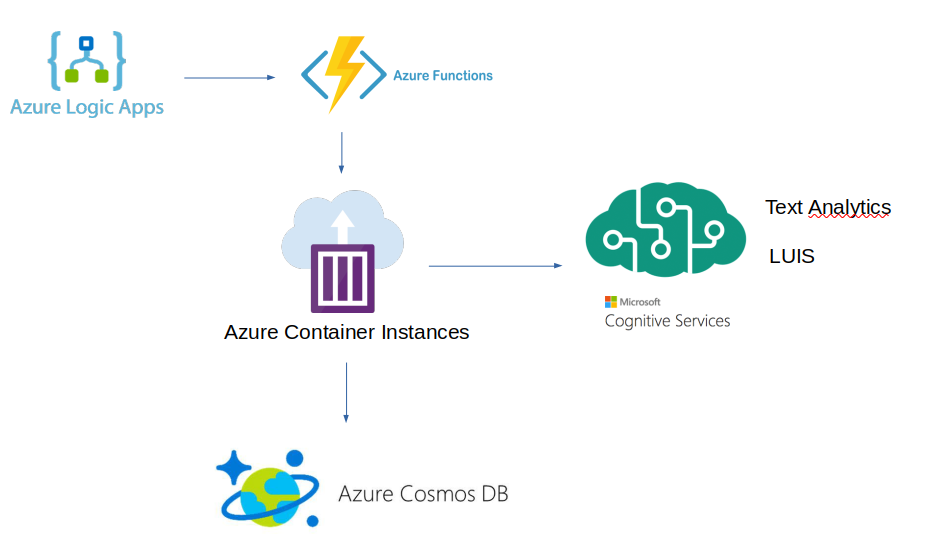 Azure Logic Apps
Azure Functions
Text Analytics
LUIS
Microsoft
Cognitive Services
Azure Container Instances
Azure Cosmos DB